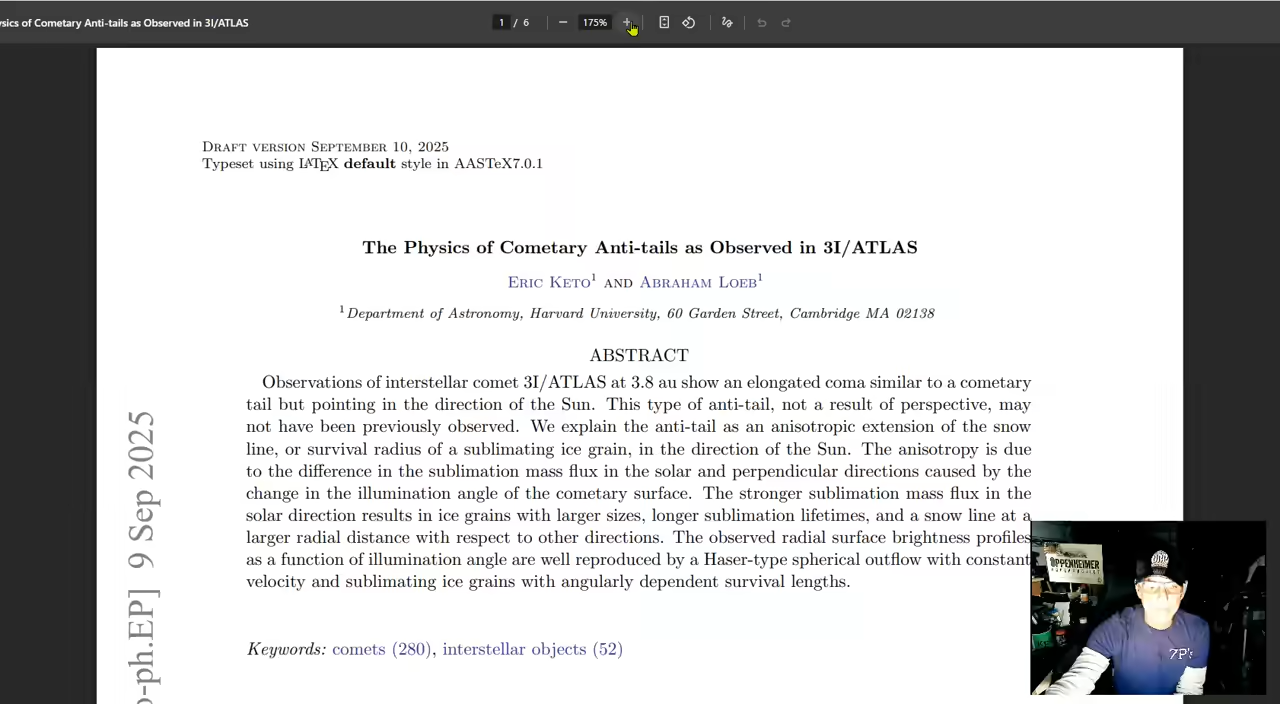 ysics of Cometary Anti-tails as Observed in 3I/ATLAS
1 / 6
175%
DRAFT VERSION SEPTEMBER 10, 2025
Typeset using LATEX default style in AASTeX7.0.1
The Physics of Cometary Anti-tails as Observed in 3I/ATLAS
ERIC KETO1 AND ABRAHAM LOEB1
1Department of Astronomy, Harvard University, 60 Garden Street, Cambridge MA 02138
ABSTRACT
Observations of interstellar comet 3I/ATLAS at 3.8 au show an elongated coma similar to a cometary
tail but pointing in the direction of the Sun. This type of anti-tail, not a result of perspective, may
not have been previously observed. We explain the anti-tail as an anisotropic extension of the snow
line, or survival radius of a sublimating ice grain, in the direction of the Sun. The anisotropy is due
to the difference in the sublimation mass flux in the solar and perpendicular directions caused by the
change in the illumination angle of the cometary surface. The stronger sublimation mass flux in the
solar direction results in ice grains with larger sizes, longer sublimation lifetimes, and a snow line at a
larger radial distance with respect to other directions. The observed radial surface brightness profiles
as a function of illumination angle are well reproduced by a Haser-type spherical outflow with constant
velocity and sublimating ice grains with angularly dependent survival lengths.
Keywords: comets (280), interstellar objects (52)
o-ph.EP] 9 Sep 2025
OPPENHEIMER
7P's